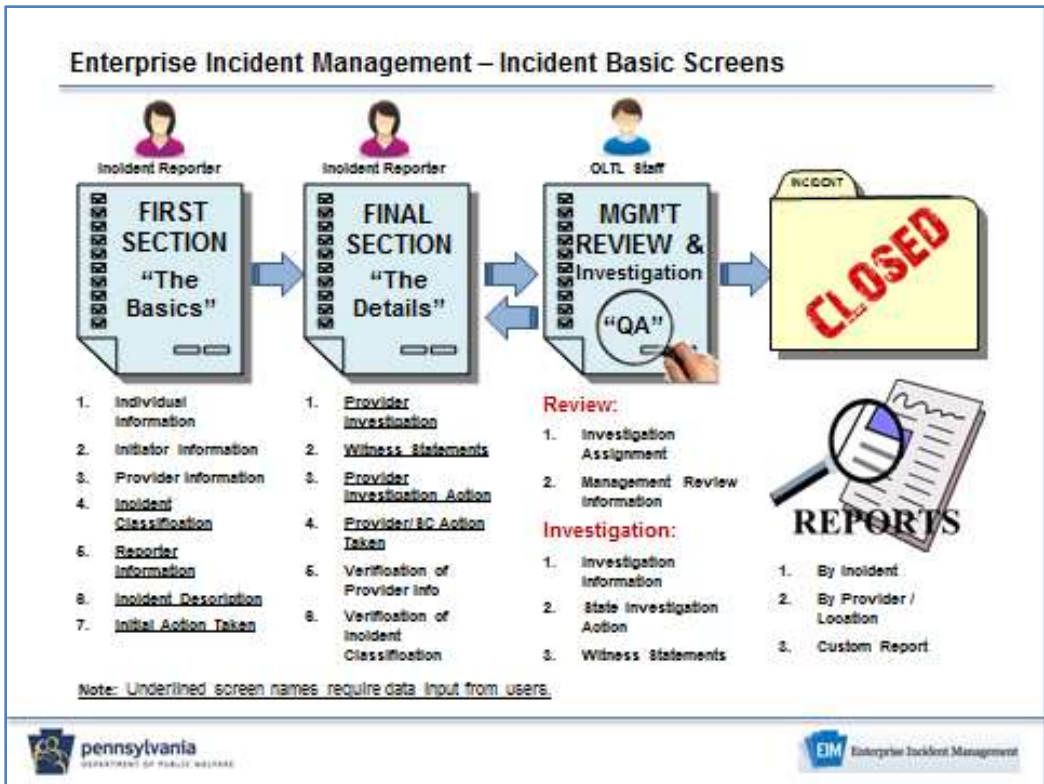 Enterprise Incident Management – Incident Basic Screens
Incident Reporter
FIRST
SECTION
“The
Basics”
1. Individual
Information
2. Initiator Information
3. Provider Information
4. Incident
Classification
5. Reporter
Information
6. Incident Description
7. Initial Action Taken
Incident Reporter
FINAL
SECTION
“The
Details”
1. Provider
Investigation
2. Witness Statements
3. Provider
Investigation Action
4. Provider/SC Action
Taken
5. Verification of
Provider Info
6. Verification of
Incident
Classification
OLTL Staff
MGM'T
REVIEW &
Investigation
“QA”
Review:
1. Investigation
Assignment
2. Management Review
Information
Investigation:
1. Investigation
Information
2. State Investigation
Action
3. Witness Statements
INCIDENT
CLOSED
REPORTS
1. By Incident
2. By Provider /
Location
3. Custom Report
Note: Underlined screen names require data input from users.
pennsylvania
DEPARTMENT OF PUBLIC WELFARE
EIM Enterprise Incident Management